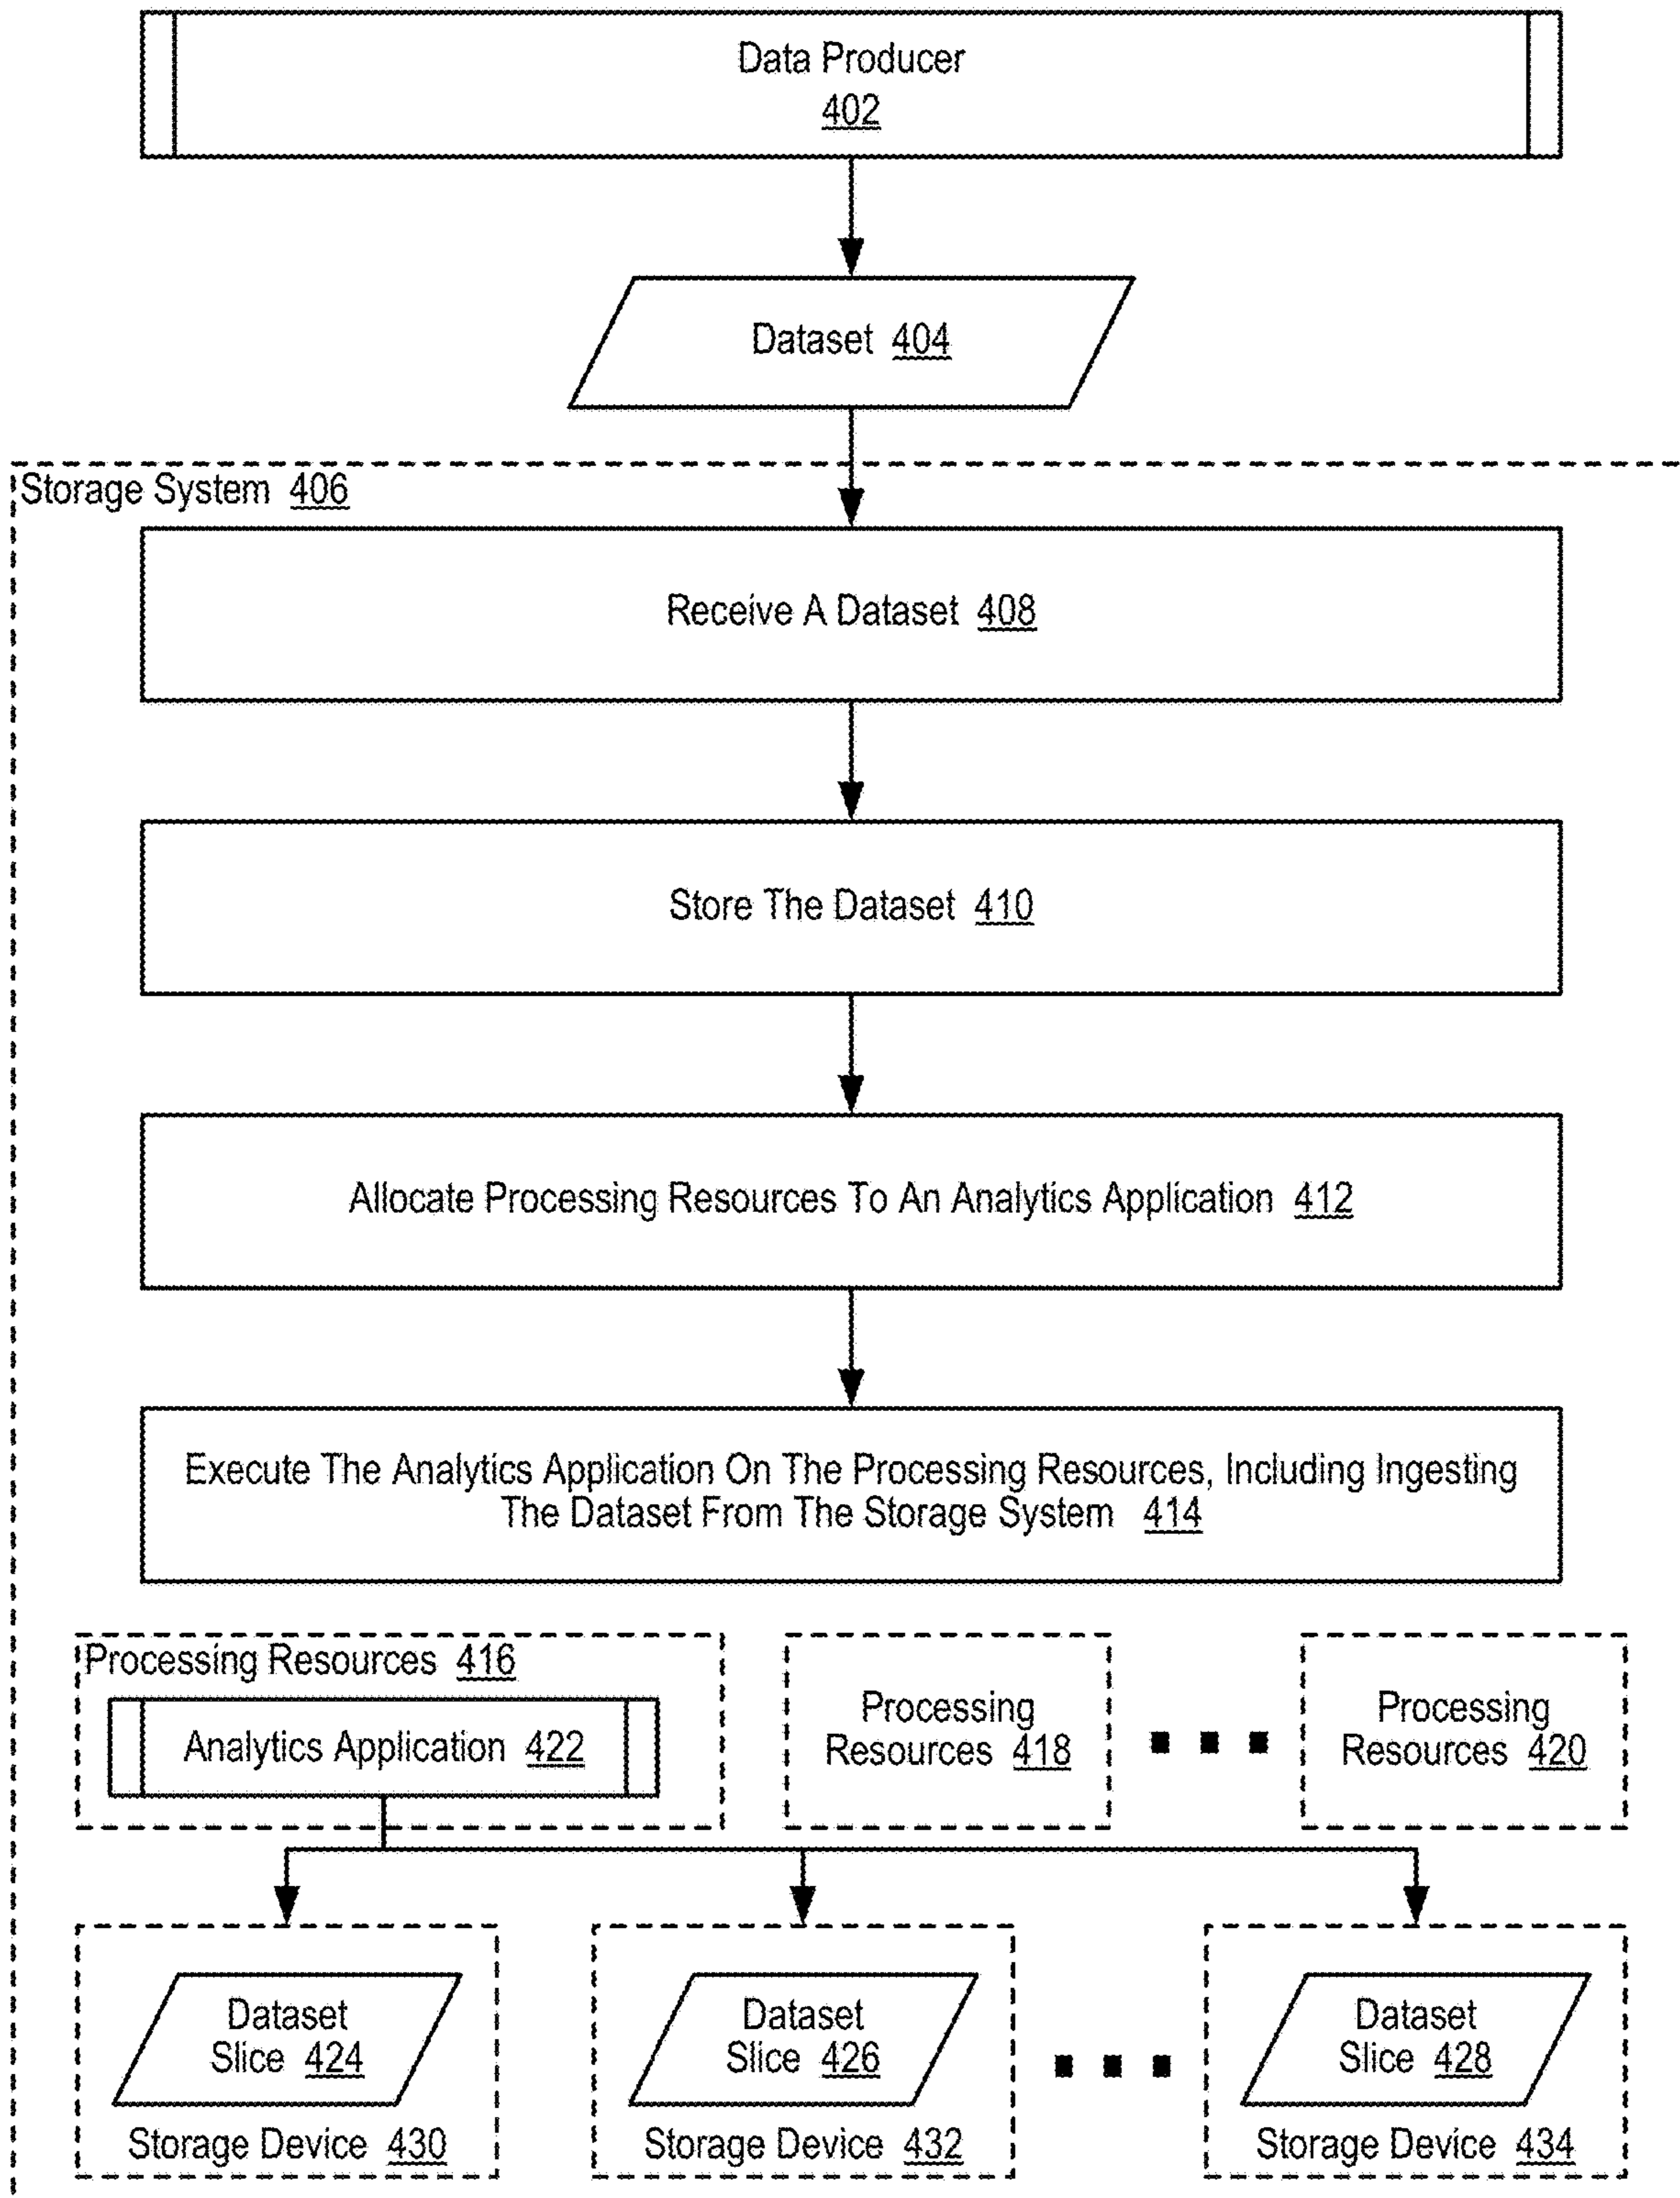 Data Producer
402
Dataset 404
Storage System 406
Receive A Dataset 408
Store The Dataset 410
Allocate Processing Resources To An Analytics Application 412
Execute The Analytics Application On The Processing Resources, Including Ingesting
The Dataset From The Storage System 414
Processing Resources 416
Analytics Application 422
Processing
Resources 418
Processing
Resources 420
Dataset
Slice 424
Storage Device 430
Dataset
Slice 426
Storage Device 432
Dataset
Slice 428
Storage Device 434